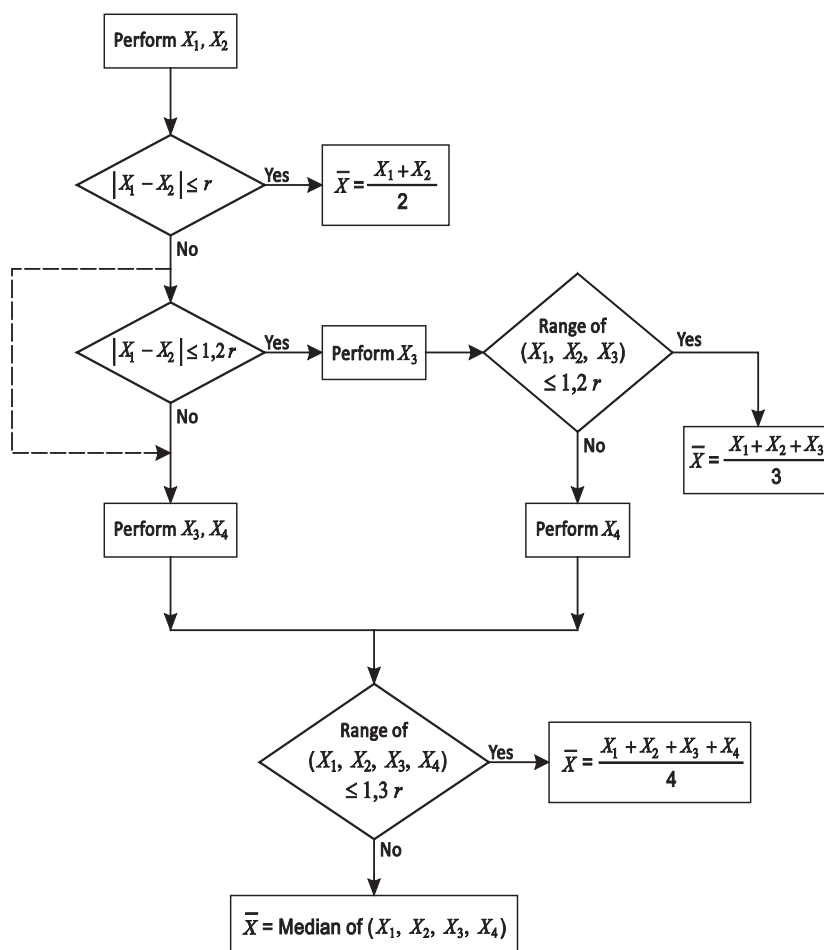 Perform X₁, X₂
|X₁ − X₂| ≤ r
Yes
X̅ = (X₁ + X₂)/2
No
|X₁ − X₂| ≤ 1,2 r
Yes
Perform X₃
Range of
(X₁, X₂, X₃)
≤ 1,2 r
Yes
X̅ = (X₁ + X₂ + X₃)/3
No
No
Perform X₃, X₄
Perform X₄
Range of
(X₁, X₂, X₃, X₄)
≤ 1,3 r
Yes
X̅ = (X₁ + X₂ + X₃ + X₄)/4
No
X̅ = Median of (X₁, X₂, X₃, X₄)